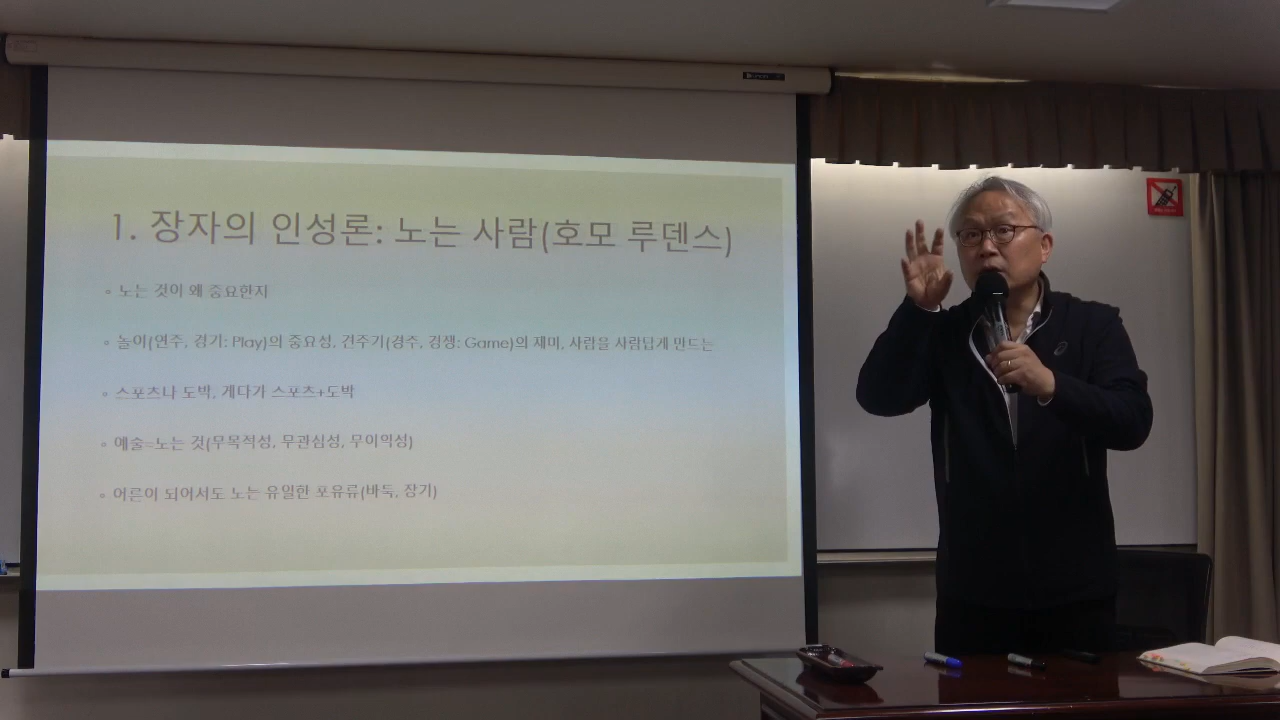 1. 장자의 인성론: 노는 사람(호모 루덴스)
◦ 노는 것이 왜 중요한지
◦ 놀이(연주, 경기: Play)의 중요성, 견주기(경주, 경쟁: Game)의 재미, 사람을 사람답게 만드는
◦ 스포츠나 도박, 게다가 스포츠+도박
◦ 예술=노는 것(무목적성, 무관심성, 무이익성)
◦ 어른이 되어서도 노는 유일한 포유류(바둑, 장기)